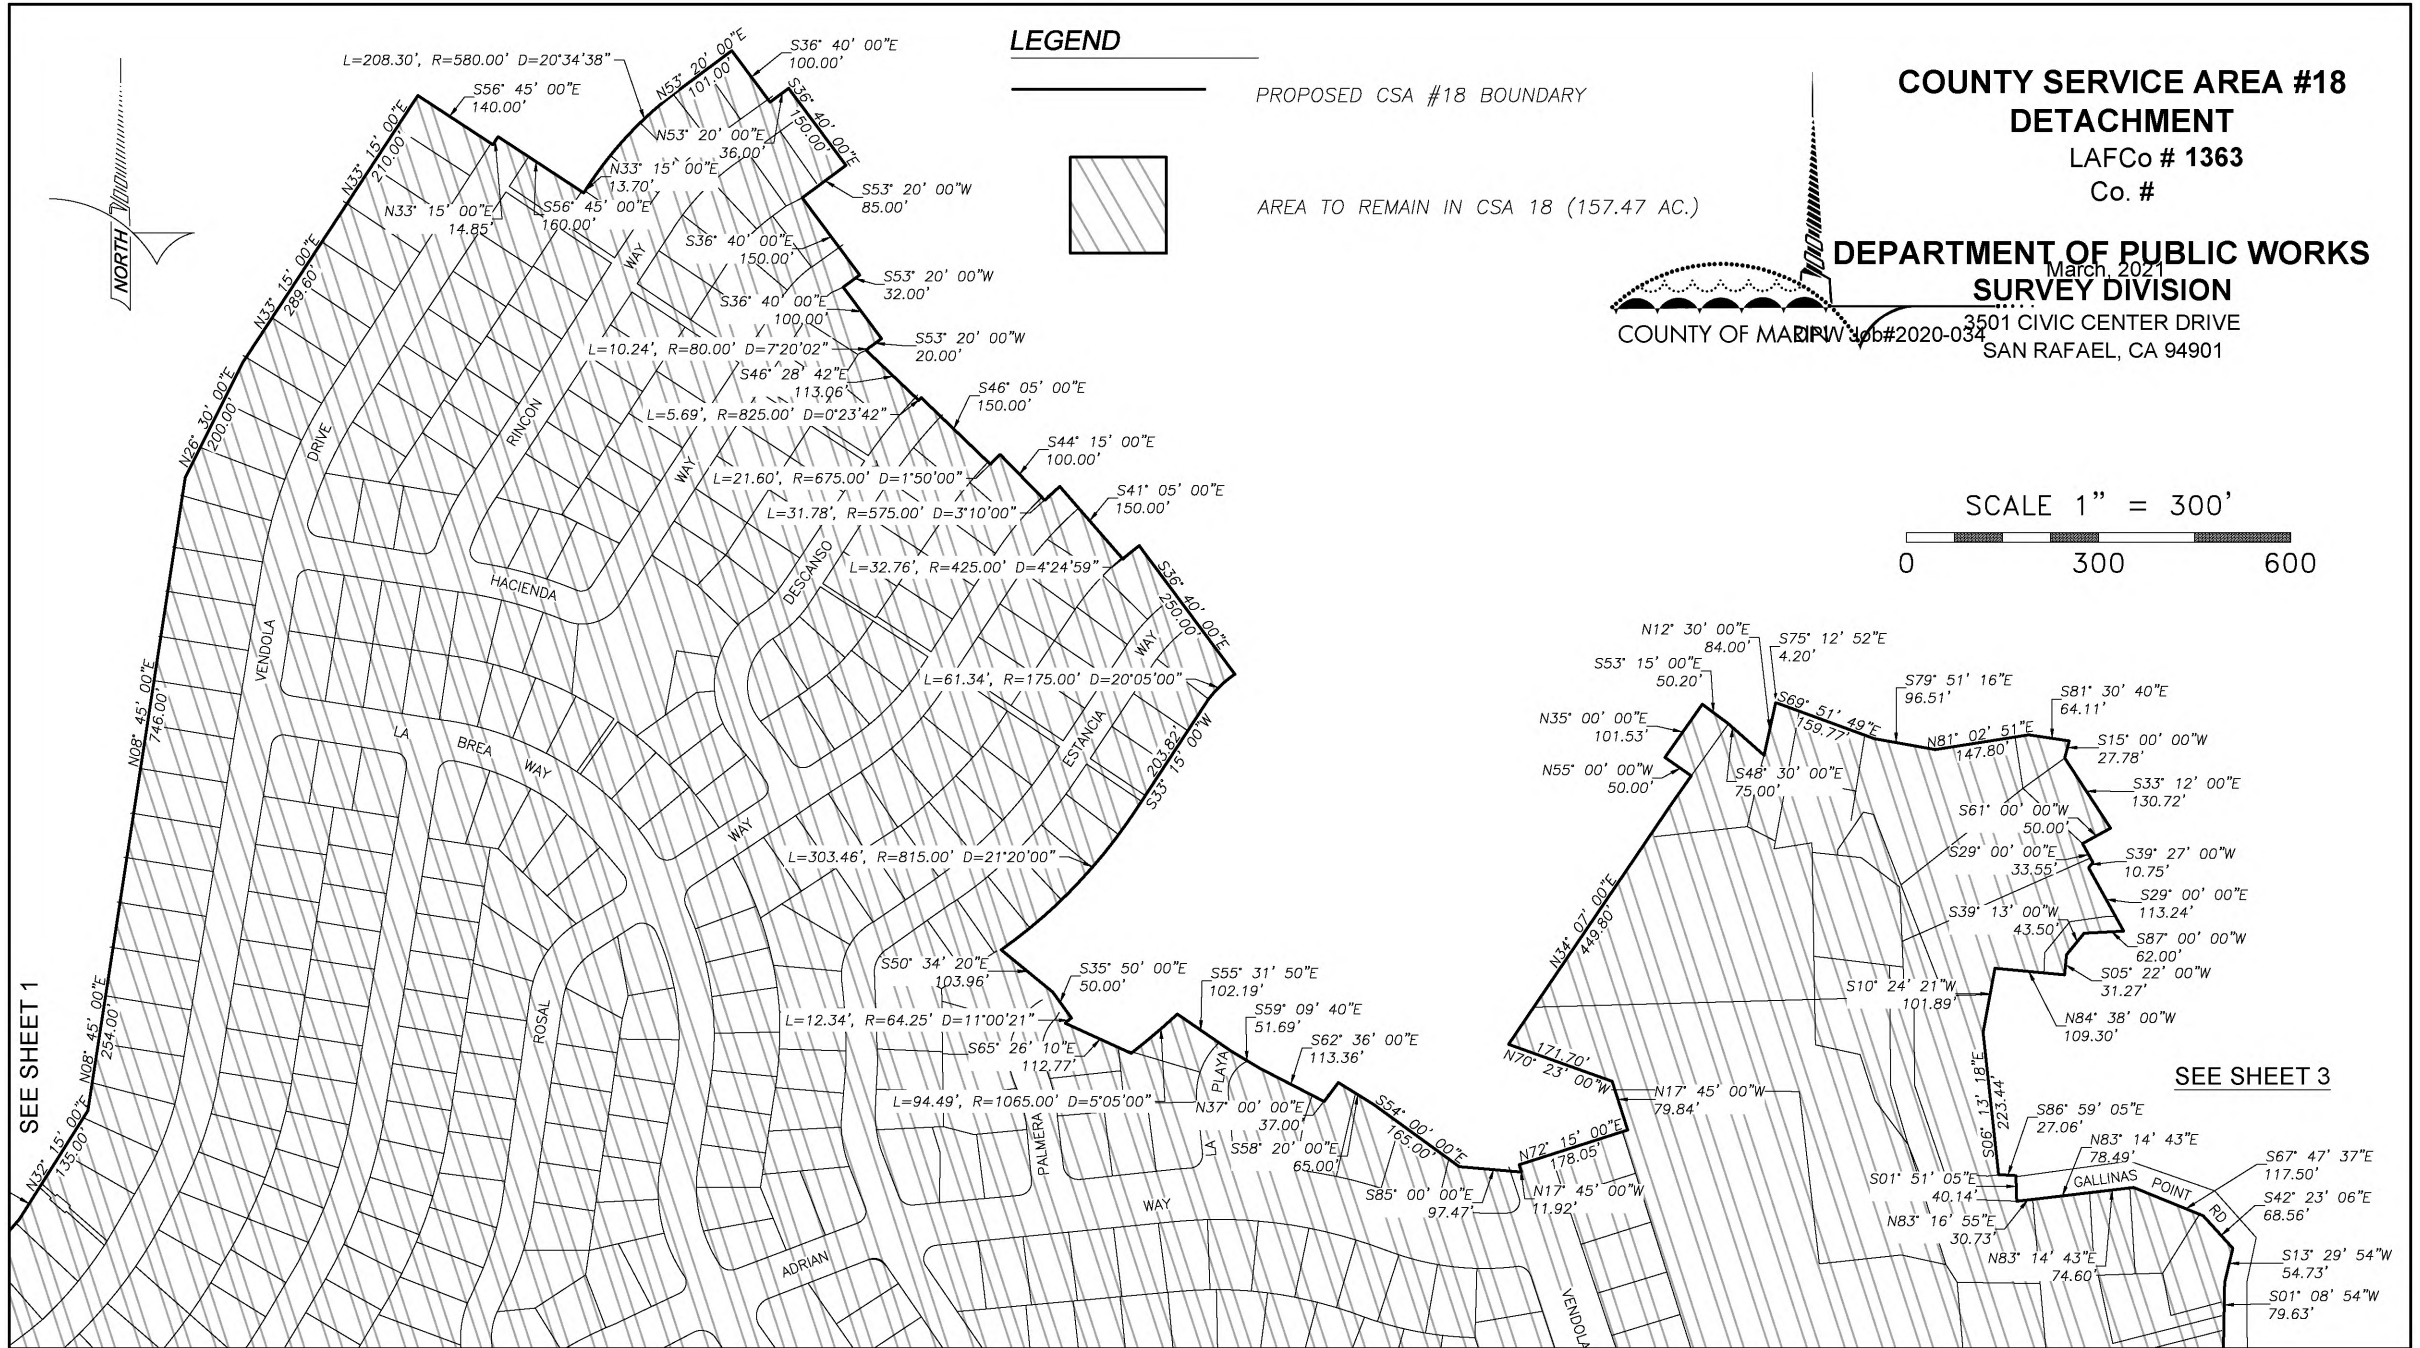 LEGEND
PROPOSED CSA #18 BOUNDARY
AREA TO REMAIN IN CSA 18 (157.47 AC.)
COUNTY SERVICE AREA #18
DETACHMENT
LAFCo # 1363
Co. #
DEPARTMENT OF PUBLIC WORKS
March, 2021
SURVEY DIVISION
3501 CIVIC CENTER DRIVE
SAN RAFAEL, CA 94901
COUNTY OF MARIN
DPW Job#2020-034
SCALE 1" = 300'
0 300 600
NORTH
NORTH
SEE SHEET 1
SEE SHEET 3
L=208.30', R=580.00' D=20°34'38"
N53° 20' 00"E
101.00'
S36° 40' 00"E
100.00'
S56° 45' 00"E
140.00'
N33° 15' 00"E
210.00'
N53° 20' 00"E
36.00'
S36° 40' 00"E
150.00'
N33° 15' 00"E
13.70'
N33° 15' 00"E
14.85'
S56° 45' 00"E
160.00'
S53° 20' 00"W
85.00'
S36° 40' 00"E
150.00'
S53° 20' 00"W
32.00'
S36° 40' 00"E
100.00'
N33° 15' 00"E
289.60'
L=10.24', R=80.00' D=7°20'02"
S53° 20' 00"W
20.00'
S46° 28' 42"E
113.06'
L=5.69', R=825.00' D=0°23'42"
S46° 05' 00"E
150.00'
N26° 30' 00"E
200.00'
S44° 15' 00"E
100.00'
L=21.60', R=675.00' D=1°50'00"
L=31.78', R=575.00' D=3°10'00"
S41° 05' 00"E
150.00'
L=32.76', R=425.00' D=4°24'59"
S36° 40' 00"E
250.00'
L=61.34', R=175.00' D=20°05'00"
203.82'
S33° 15' 00"W
N08° 45' 00"E
746.00'
L=303.46', R=815.00' D=21°20'00"
S50° 34' 20"E
103.96'
S35° 50' 00"E
50.00'
L=12.34', R=64.25' D=11°00'21"
S65° 26' 10"E
112.77'
L=94.49', R=1065.00' D=5°05'00"
S55° 31' 50"E
102.19'
S59° 09' 40"E
51.69'
S62° 36' 00"E
113.36'
N37° 00' 00"E
37.00'
S58° 20' 00"E
65.00'
S54° 00' 00"E
165.00'
S85° 00' 00"E
97.47'
N17° 45' 00"W
11.92'
N72° 15' 00"E
178.05'
N17° 45' 00"W
79.84'
171.70'
N70° 23' 00"W
N34° 07' 00"E
449.80'
N55° 00' 00"W
50.00'
N35° 00' 00"E
101.53'
S53° 15' 00"E
50.20'
S48° 30' 00"E
75.00'
N12° 30' 00"E
84.00'
S75° 12' 52"E
4.20'
S69° 51' 49"E
159.77'
S79° 51' 16"E
96.51'
N81° 02' 51"E
147.80'
S81° 30' 40"E
64.11'
S15° 00' 00"W
27.78'
S33° 12' 00"E
130.72'
S61° 00' 00"W
50.00'
S29° 00' 00"E
33.55'
S39° 27' 00"W
10.75'
S29° 00' 00"E
113.24'
S87° 00' 00"W
62.00'
S39° 13' 00"W
43.50'
S05° 22' 00"W
31.27'
N84° 38' 00"W
109.30'
S10° 24' 21"W
101.89'
S06° 13' 18"E
223.44'
S86° 59' 05"E
27.06'
S01° 51' 05"E
40.14'
N83° 16' 55"E
30.73'
N83° 14' 43"E
78.49'
N83° 14' 43"E
74.60'
S67° 47' 37"E
117.50'
S42° 23' 06"E
68.56'
S13° 29' 54"W
54.73'
S01° 08' 54"W
79.63'
N08° 45' 00"E
254.00'
N32° 15' 00"E
135.00'
VENDOLA
DRIVE
RINCON
WAY
HACIENDA
WAY
DESCANSO
WAY
ESTANCIA
WAY
LA
BREA
WAY
ROSAL
ADRIAN
WAY
PALMERA
LA
PLAYA
VENDOLA
GALLINAS
POINT
RD